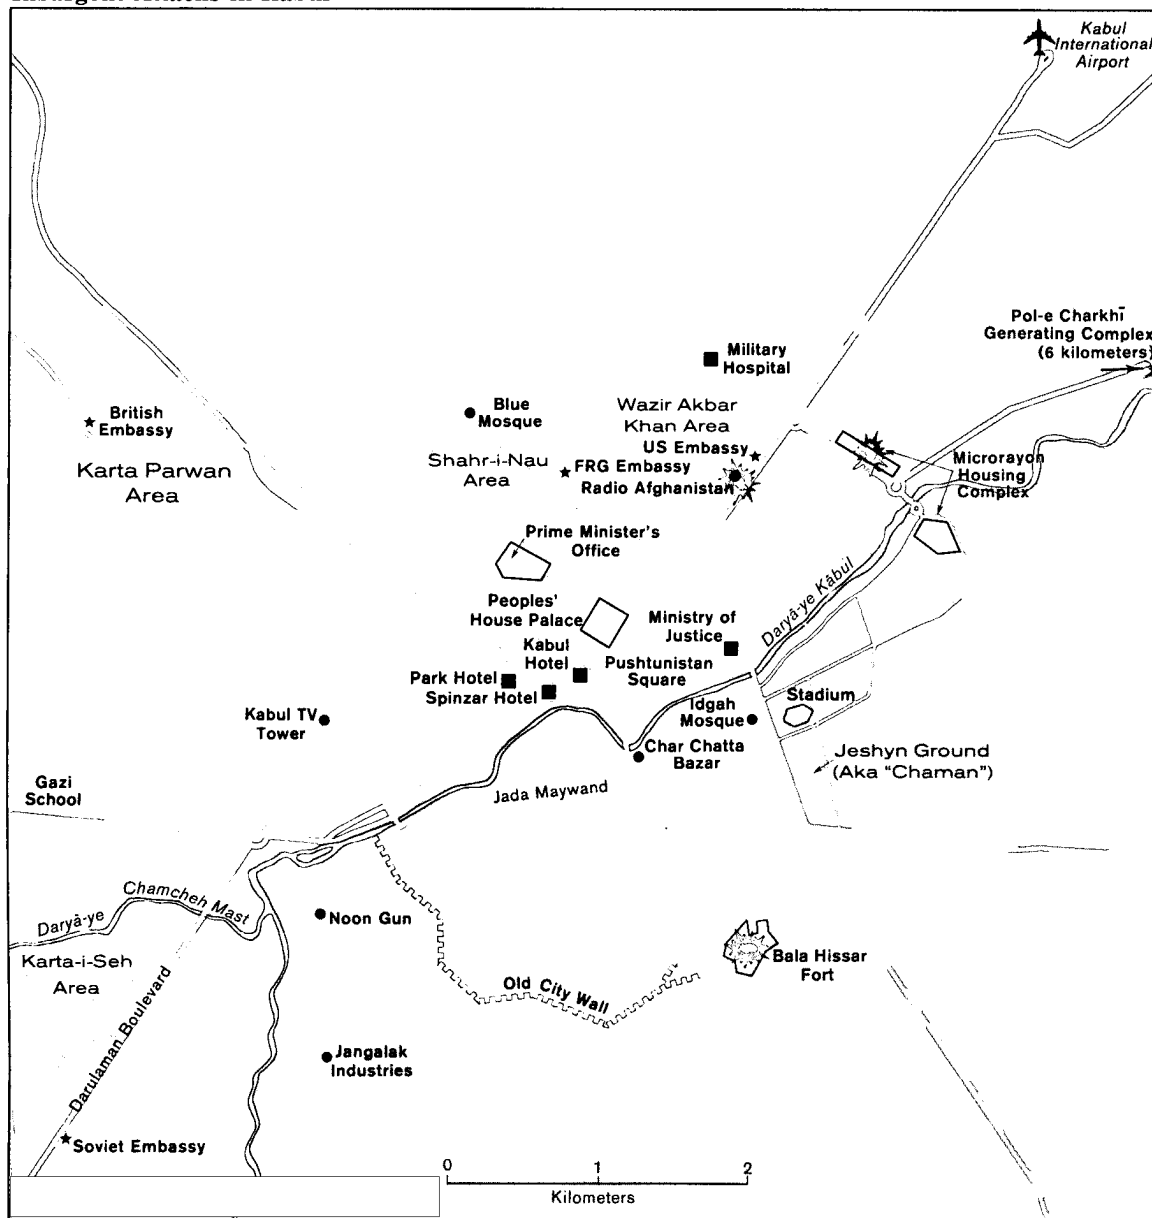 Kabul
International
Airport
Pol-e Charkhī
Generating Complex
(6 kilometers)
Military
Hospital
British
Embassy
Blue
Mosque
Wazir Akbar
Khan Area
US Embassy
Karta Parwan
Area
Shahr-i-Nau
Area
FRG Embassy
Radio Afghanistan
Microrayon
Housing
Complex
Prime Minister's
Office
Peoples'
House Palace
Ministry of
Justice
Daryā-ye Kābul
Kabul
Hotel
Pushtunistan
Square
Park Hotel
Spinzar Hotel
Kabul TV
Tower
Idgah
Mosque
Stadium
Char Chatta
Bazar
Jeshyn Ground
(Aka "Chaman")
Gazi
School
Jada Maywand
Daryā-ye Chamcheh Mast
Noon Gun
Karta-i-Seh
Area
Bala Hissar
Fort
Old City Wall
Darulaman Boulevard
Jangalak
Industries
Soviet Embassy
0 1 2
Kilometers